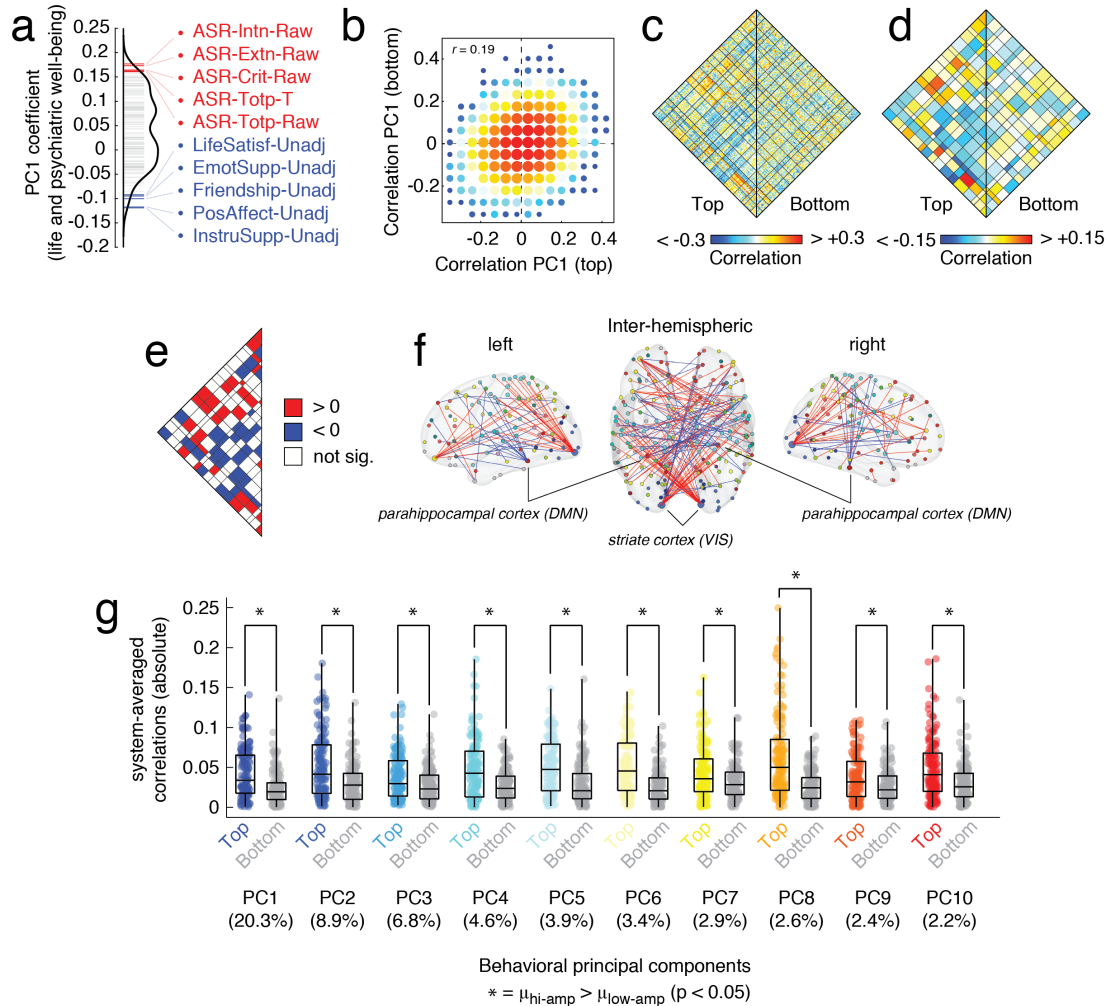 a
0.25
0.2
0.15
0.1
0.05
0
-0.05
-0.1
-0.15
-0.2
PC1 coefficient
(life and psychiatric well-being)
ASR-Intn-Raw
ASR-Extn-Raw
ASR-Crit-Raw
ASR-Totp-T
ASR-Totp-Raw
LifeSatisf-Unadj
EmotSupp-Unadj
Friendship-Unadj
PosAffect-Unadj
InstruSupp-Unadj
b
r = 0.19
0.4
0.2
0
-0.2
Correlation PC1 (bottom)
-0.2 0 0.2 0.4
Correlation PC1 (top)
c
Top Bottom
< -0.3 > +0.3
Correlation
d
Top Bottom
< -0.15 > +0.15
Correlation
e
> 0
< 0
not sig.
f
left
Inter-hemispheric
right
parahippocampal cortex (DMN)
striate cortex (VIS)
parahippocampal cortex (DMN)
g
system-averaged
correlations (absolute)
0.25
0.2
0.15
0.1
0.05
0
* * * * * * * * * *
Top Bottom Top Bottom Top Bottom Top Bottom Top Bottom Top Bottom Top Bottom Top Bottom Top Bottom Top Bottom
PC1 PC2 PC3 PC4 PC5 PC6 PC7 PC8 PC9 PC10
(20.3%) (8.9%) (6.8%) (4.6%) (3.9%) (3.4%) (2.9%) (2.6%) (2.4%) (2.2%)
Behavioral principal components
* = μhi-amp > μlow-amp (p < 0.05)